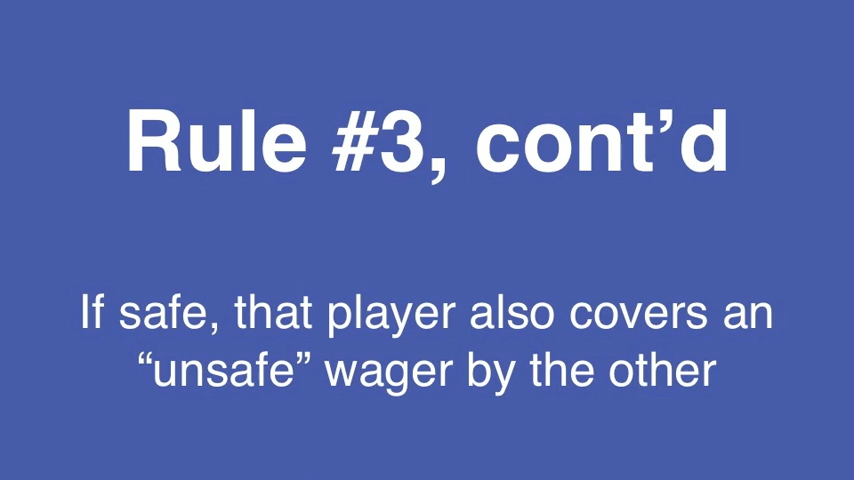 Rule #3, cont’d
If safe, that player also covers an
“unsafe” wager by the other